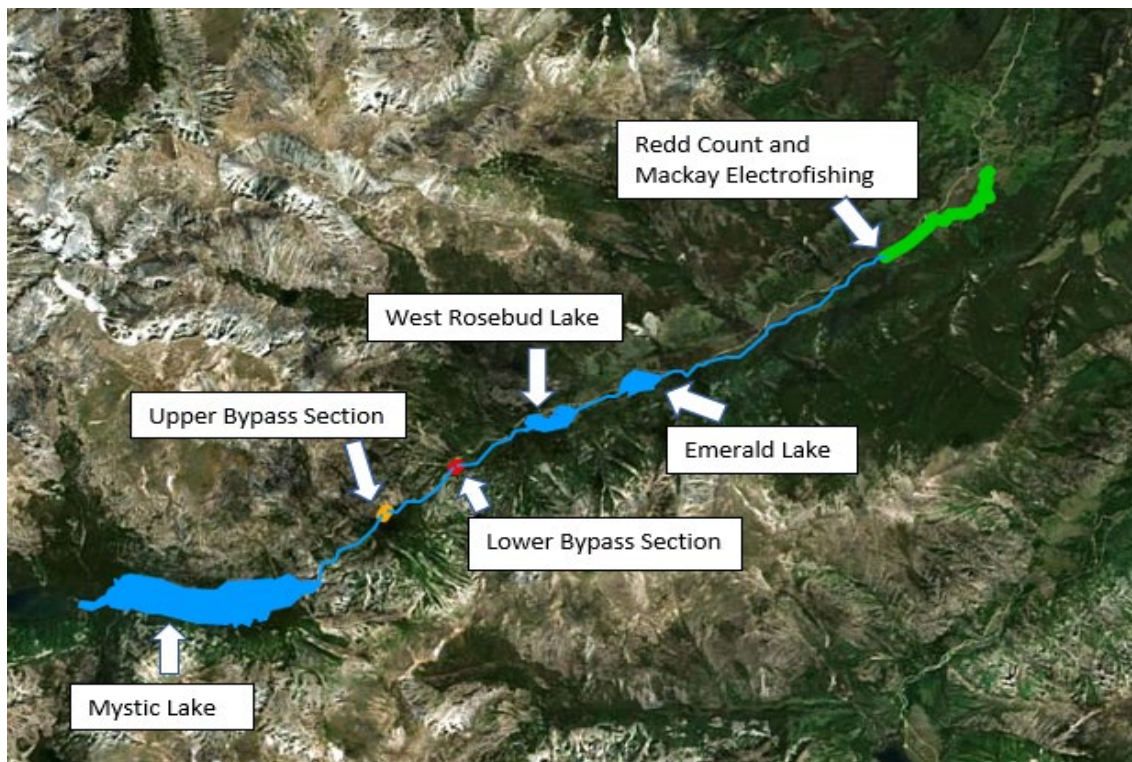 Redd Count and
Mackay Electrofishing
West Rosebud Lake
Upper Bypass Section
Emerald Lake
Lower Bypass Section
Mystic Lake